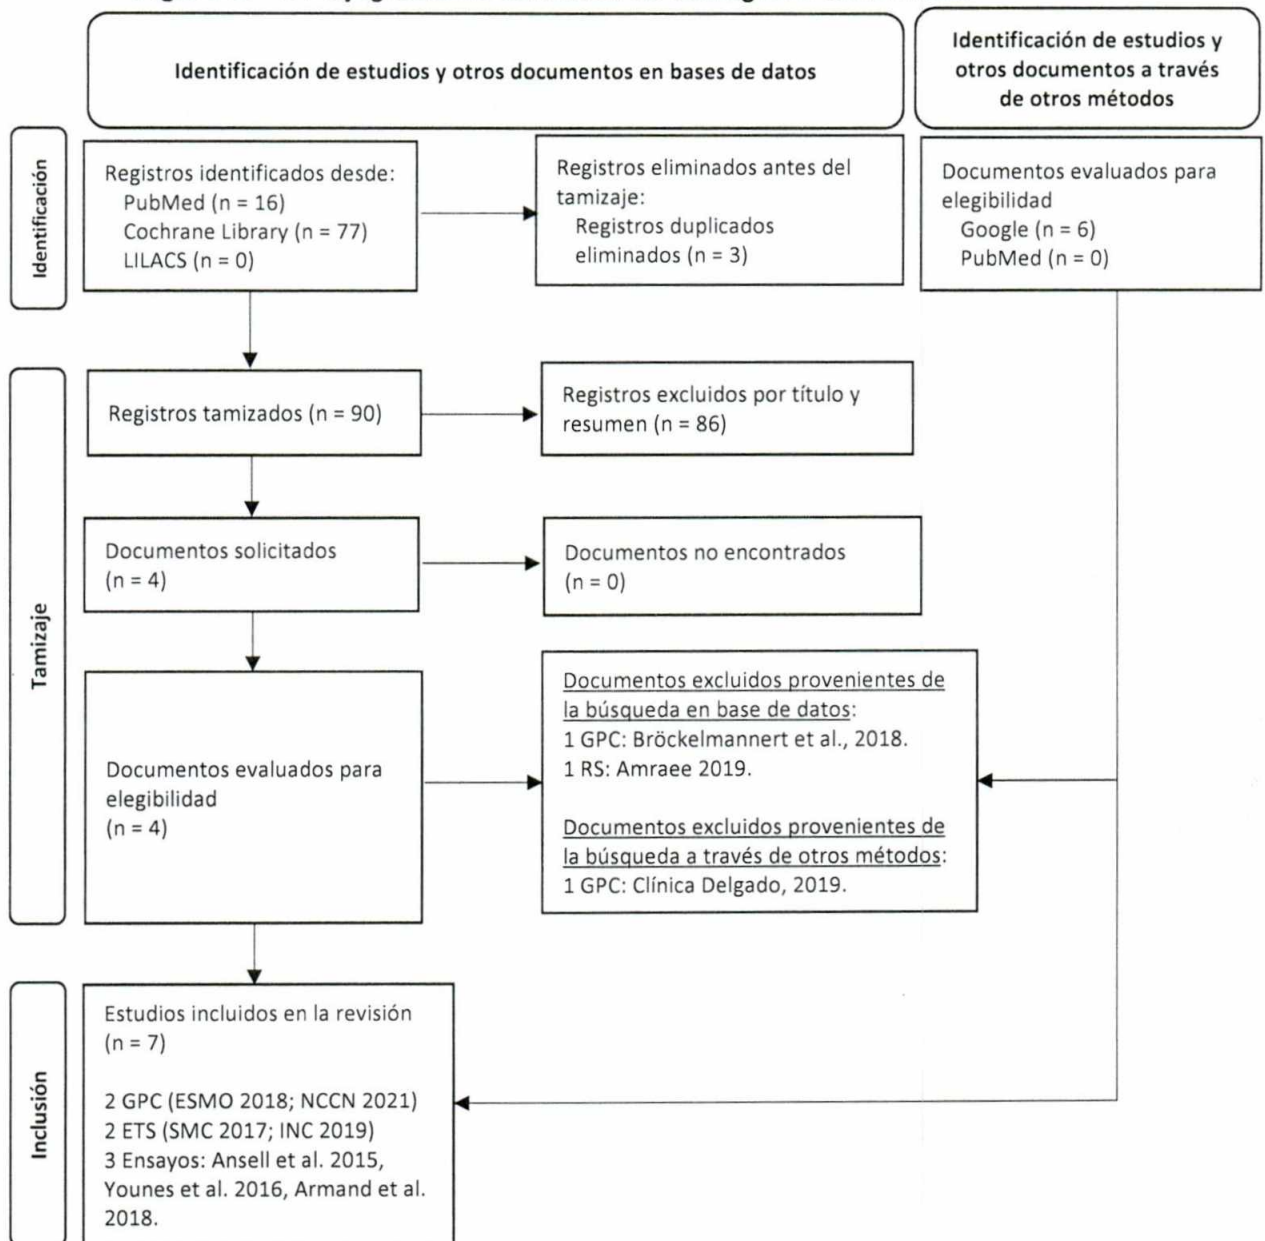 Identificación de estudios y otros documentos en bases de datos
Identificación de estudios y
otros documentos a través
de otros métodos
Identificación
Registros identificados desde:
PubMed (n = 16)
Cochrane Library (n = 77)
LILACS (n = 0)
Registros eliminados antes del
tamizaje:
Registros duplicados
eliminados (n = 3)
Documentos evaluados para
elegibilidad
Google (n = 6)
PubMed (n = 0)
Tamizaje
Registros tamizados (n = 90)
Registros excluidos por título y
resumen (n = 86)
Documentos solicitados
(n = 4)
Documentos no encontrados
(n = 0)
Documentos evaluados para
elegibilidad
(n = 4)
Documentos excluidos provenientes de
la búsqueda en base de datos:
1 GPC: Bröckelmannert et al., 2018.
1 RS: Amraee 2019.
Documentos excluidos provenientes de
la búsqueda a través de otros métodos:
1 GPC: Clínica Delgado, 2019.
Inclusión
Estudios incluidos en la revisión
(n = 7)
2 GPC (ESMO 2018; NCCN 2021)
2 ETS (SMC 2017; INC 2019)
3 Ensayos: Ansell et al. 2015,
Younes et al. 2016, Armand et al.
2018.